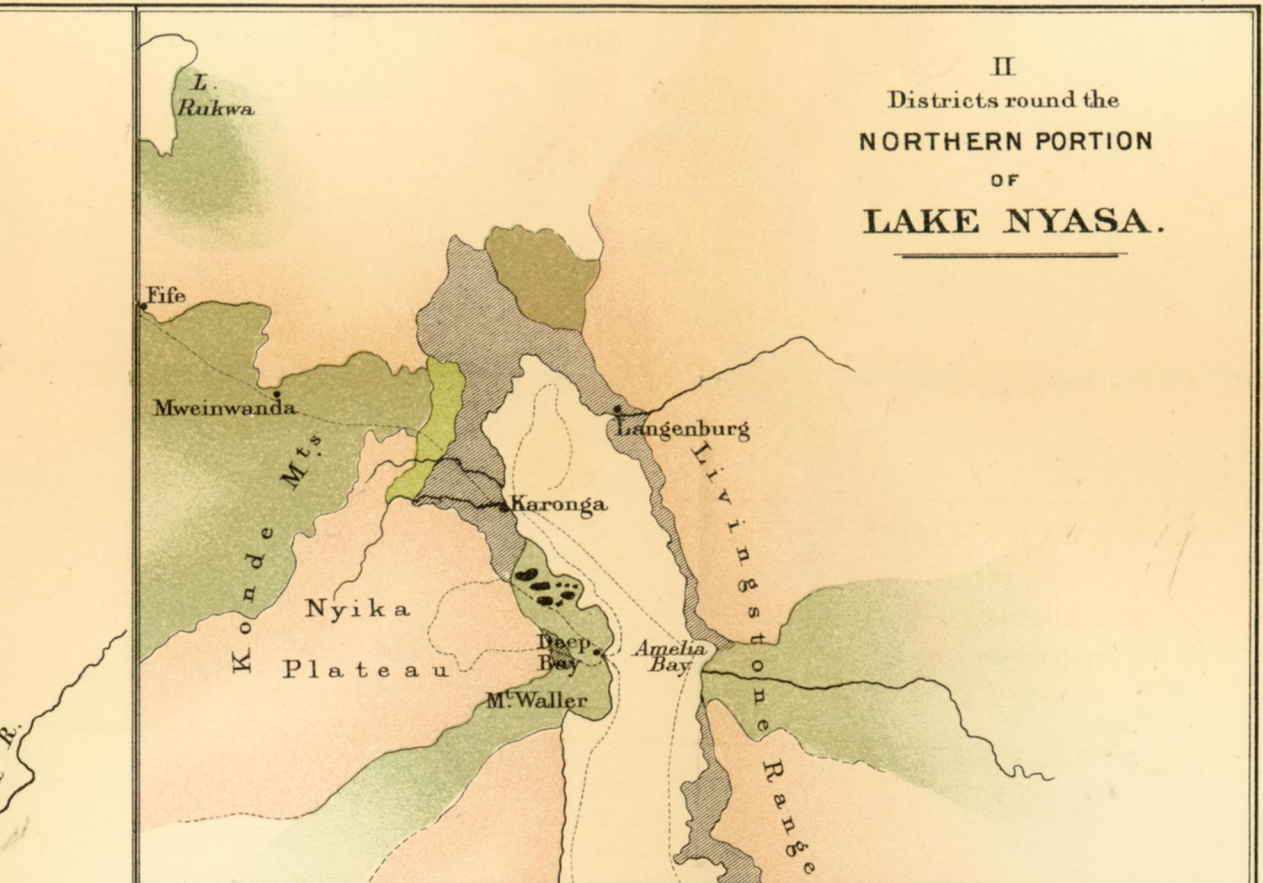 II
Districts round the
NORTHERN PORTION
OF
LAKE NYASA.
L.
Rukwa
Fife
Mweinwanda
Langenburg
Konde Mts.
Karonga
Livingstone Range
Nyika
Plateau
Deep
Bay
Amelia
Bay
Mt. Waller
R.